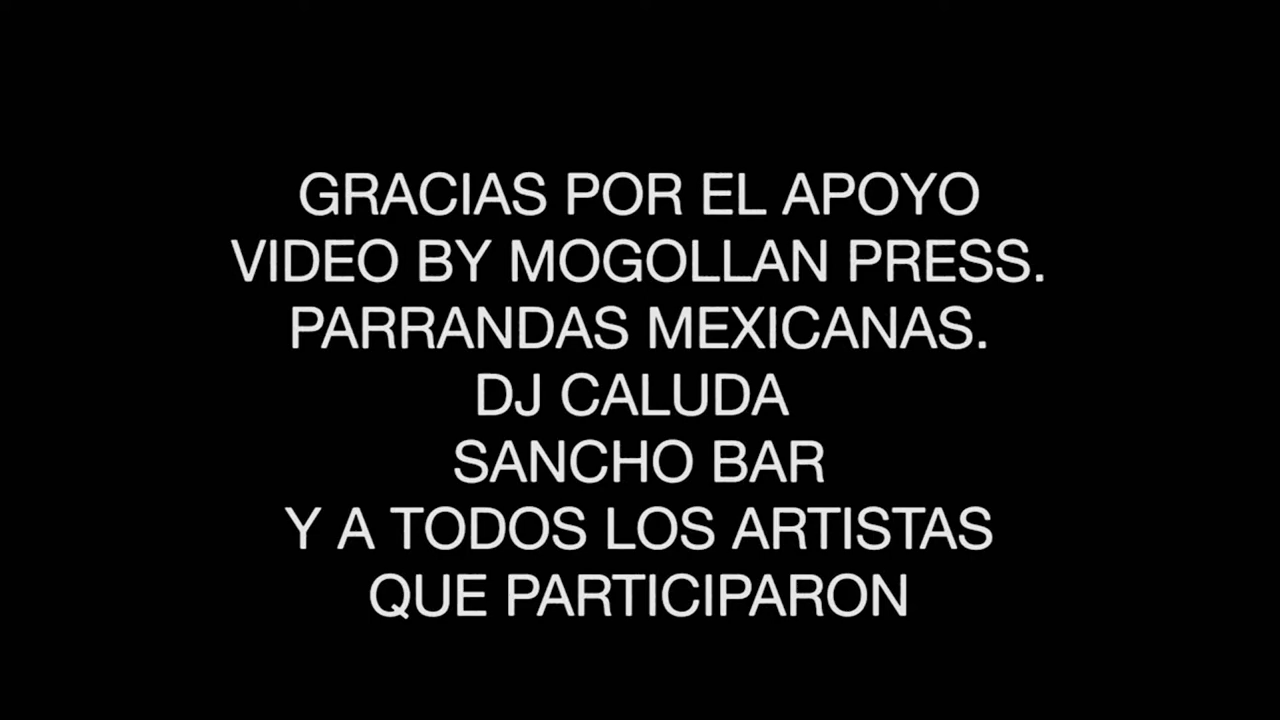 GRACIAS POR EL APOYO
VIDEO BY MOGOLLAN PRESS.
PARRANDAS MEXICANAS.
DJ CALUDA
SANCHO BAR
Y A TODOS LOS ARTISTAS
QUE PARTICIPARON